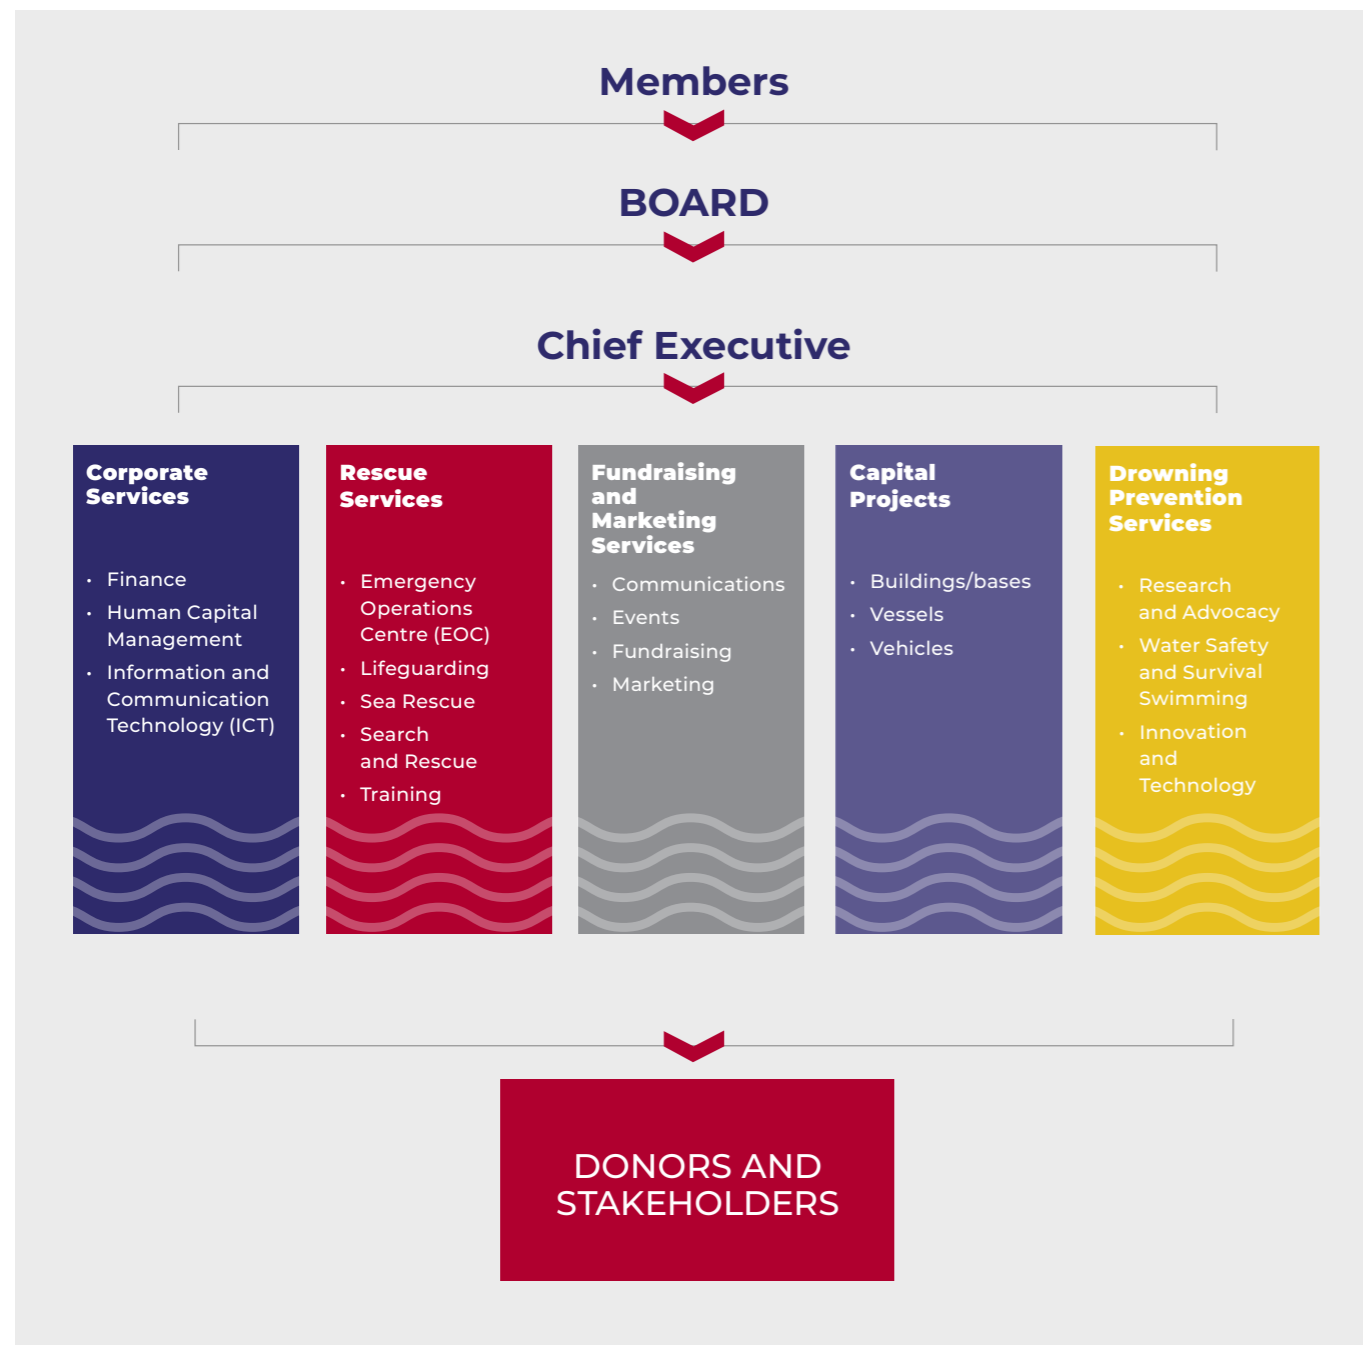 Members
BOARD
Chief Executive
Corporate
Services
• Finance
• Human Capital
Management
• Information and
Communication
Technology (ICT)
Rescue
Services
• Emergency
Operations
Centre (EOC)
• Lifeguarding
• Sea Rescue
• Search
and Rescue
• Training
Fundraising
and
Marketing
Services
• Communications
• Events
• Fundraising
• Marketing
Capital
Projects
• Buildings/bases
• Vessels
• Vehicles
Drowning
Prevention
Services
• Research
and Advocacy
• Water Safety
and Survival
Swimming
• Innovation
and
Technology
DONORS AND
STAKEHOLDERS